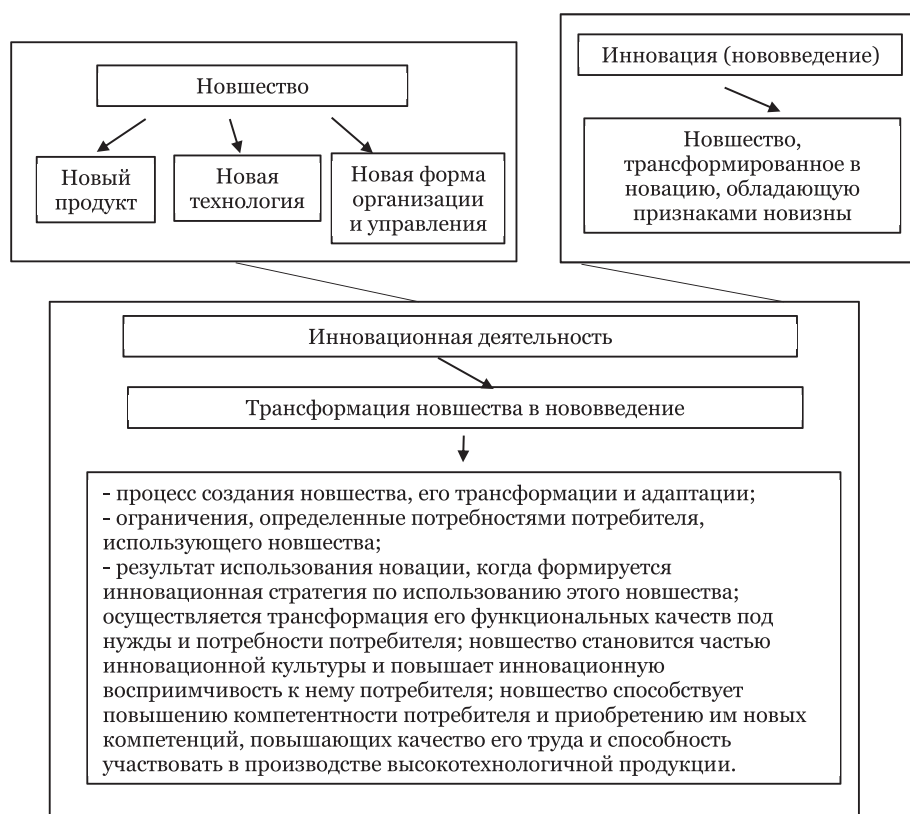 Новшество
Новый
продукт
Новая
технология
Новая форма
организации
и управления
Инновация (нововведение)
Новшество,
трансформированное в
новацию, обладающую
признаками новизны
Инновационная деятельность
Трансформация новшества в нововведение
- процесс создания новшества, его трансформации и адаптации;
- ограничения, определенные потребностями потребителя,
использующего новшества;
- результат использования новации, когда формируется
инновационная стратегия по использованию этого новшества;
осуществляется трансформация его функциональных качеств под
нужды и потребности потребителя; новшество становится частью
инновационной культуры и повышает инновационную
восприимчивость к нему потребителя; новшество способствует
повышению компетентности потребителя и приобретению им новых
компетенций, повышающих качество его труда и способность
участвовать в производстве высокотехнологичной продукции.